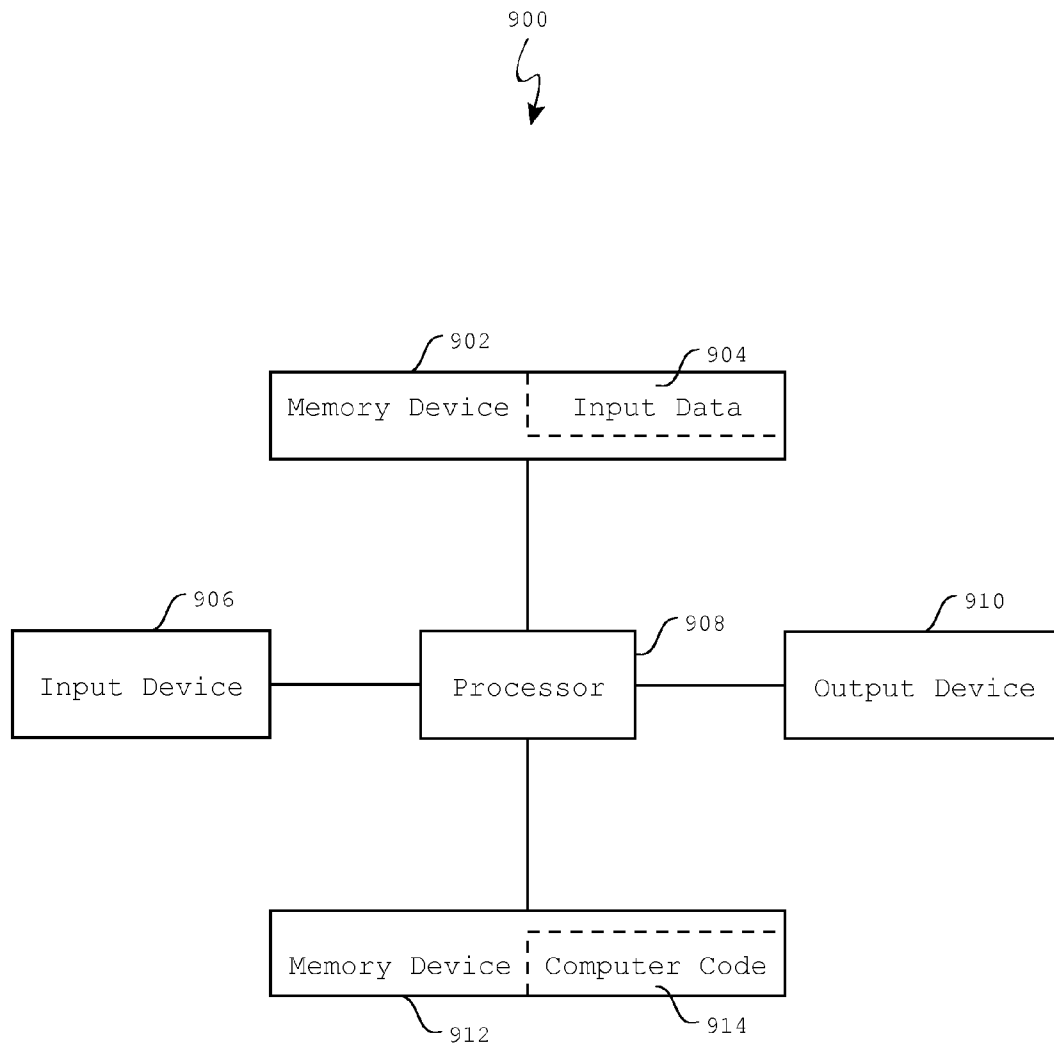 900
902
904
Memory Device
Input Data
906
908
910
Input Device
Processor
Output Device
Memory Device
Computer Code
912
914